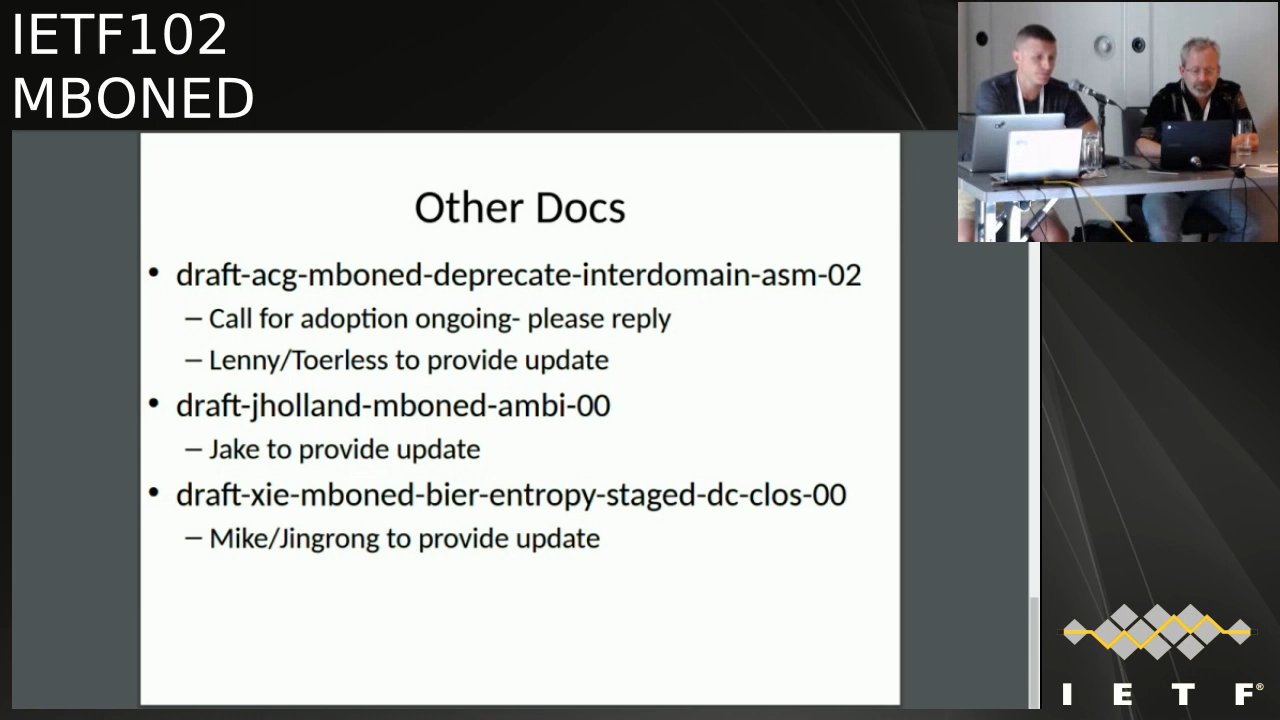 IETF102
MBONED
Other Docs
• draft-acg-mboned-deprecate-interdomain-asm-02
– Call for adoption ongoing- please reply
– Lenny/Toerless to provide update
• draft-jholland-mboned-ambi-00
– Jake to provide update
• draft-xie-mboned-bier-entropy-staged-dc-clos-00
– Mike/Jingrong to provide update
I E T F®